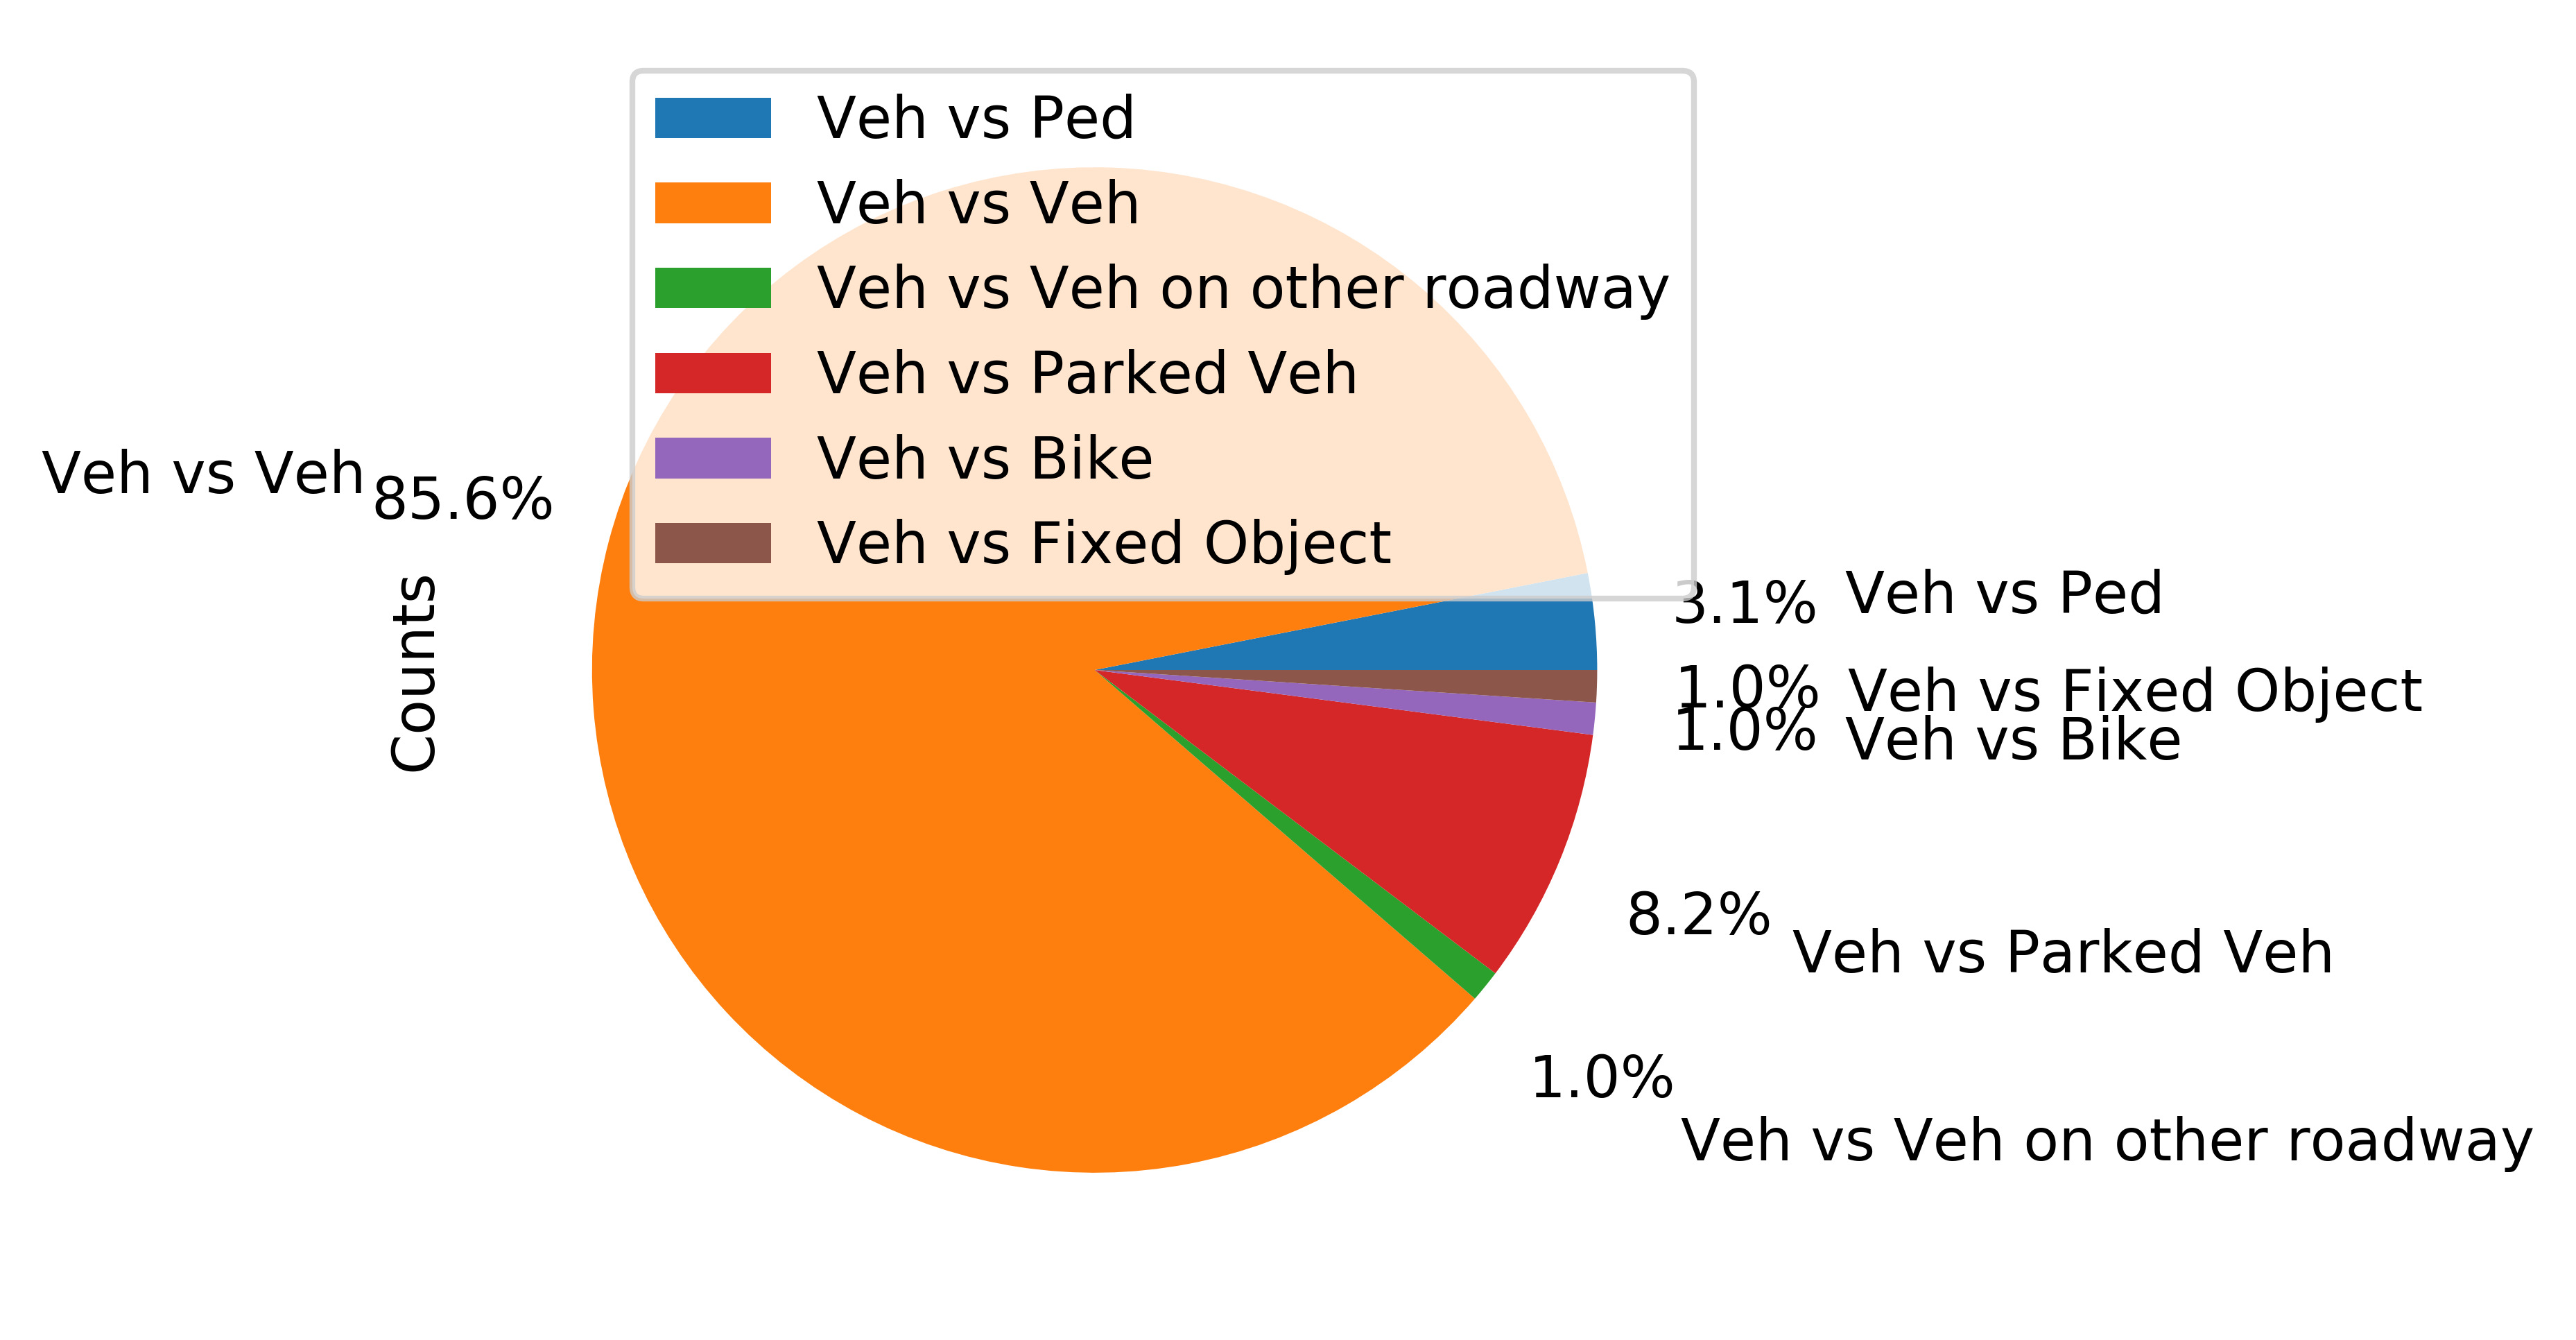 Veh vs Ped
Veh vs Veh
Veh vs Veh on other roadway
Veh vs Parked Veh
Veh vs Bike
Veh vs Fixed Object
Veh vs Veh
85.6%
Counts
3.1%
Veh vs Ped
1.0%
Veh vs Fixed Object
1.0%
Veh vs Bike
8.2%
Veh vs Parked Veh
1.0%
Veh vs Veh on other roadway